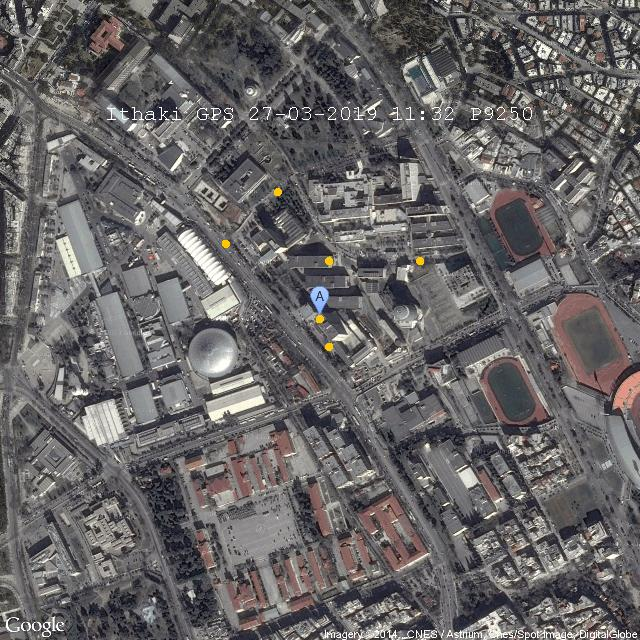 Ithaki GPS 27-03-2019 11:32 P9250
A
Google
Imagery ©2014, CNES / Astrium, Cnes/Spot Image, DigitalGlobe